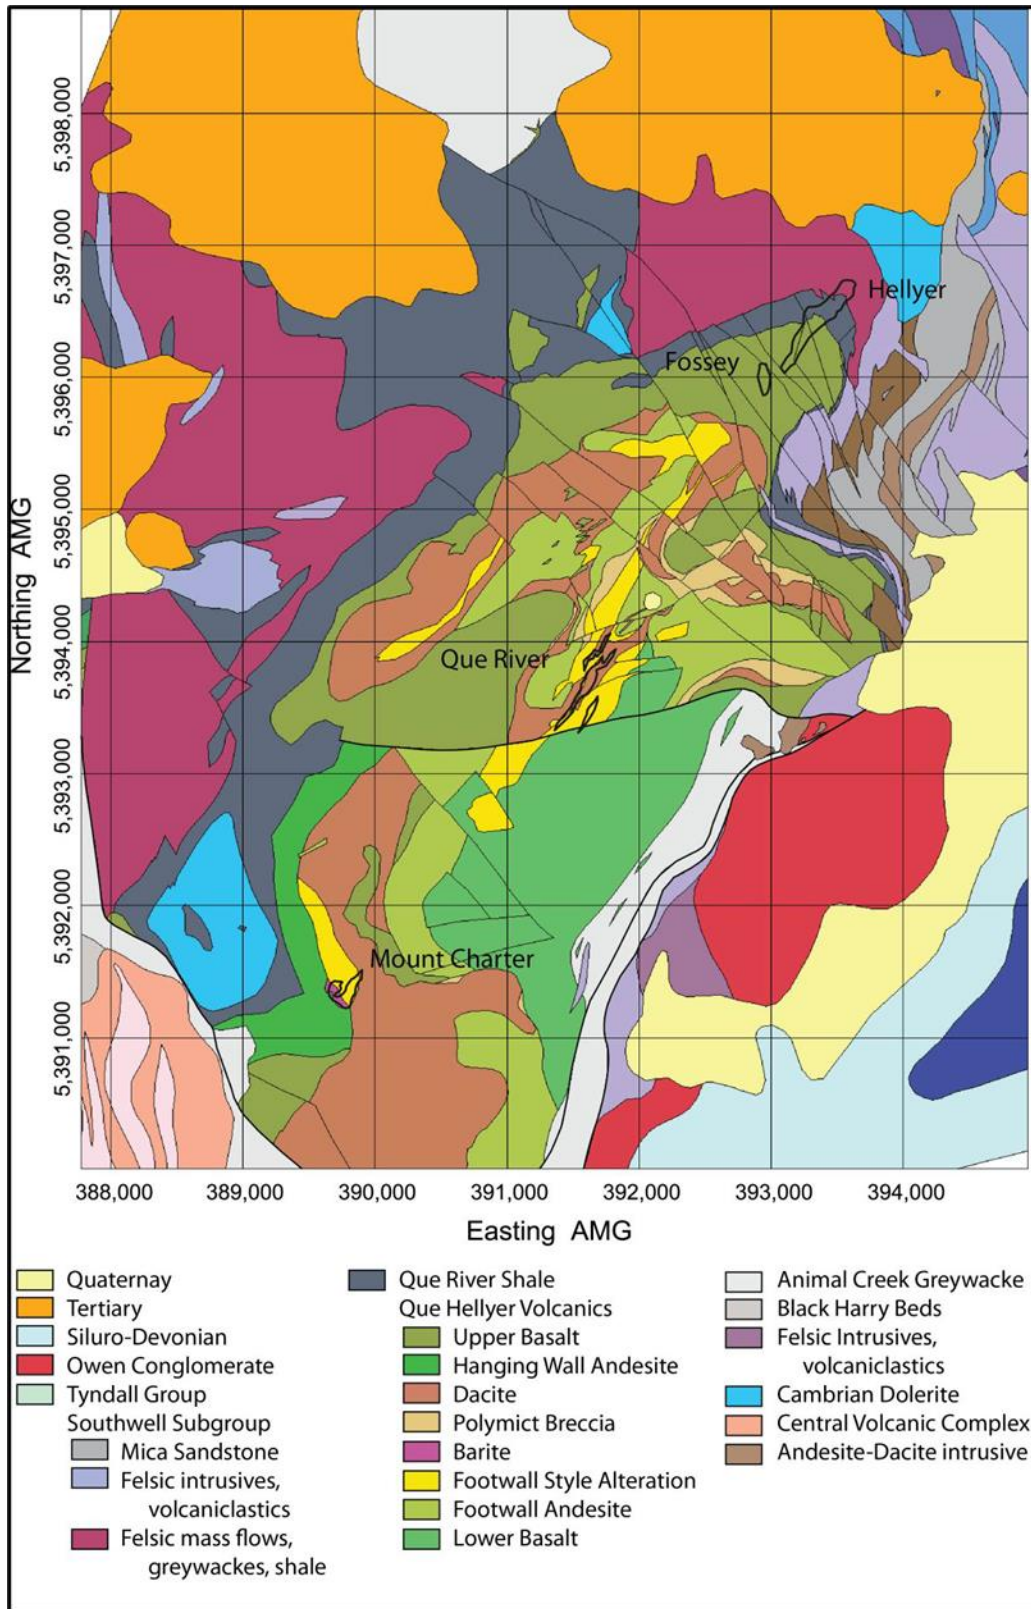 5,398,000
5,397,000
5,396,000
5,395,000
5,394,000
5,393,000
5,392,000
5,391,000
Northing AMG
Hellyer
Fossey
Que River
Mount Charter
388,000 389,000 390,000 391,000 392,000 393,000 394,000
Easting AMG
Quaternay
Tertiary
Siluro-Devonian
Owen Conglomerate
Tyndall Group
Southwell Subgroup
Mica Sandstone
Felsic intrusives,
volcaniclastics
Felsic mass flows,
greywackes, shale
Que River Shale
Que Hellyer Volcanics
Upper Basalt
Hanging Wall Andesite
Dacite
Polymict Breccia
Barite
Footwall Style Alteration
Footwall Andesite
Lower Basalt
Animal Creek Greywacke
Black Harry Beds
Felsic Intrusives,
volcaniclastics
Cambrian Dolerite
Central Volcanic Complex
Andesite-Dacite intrusive